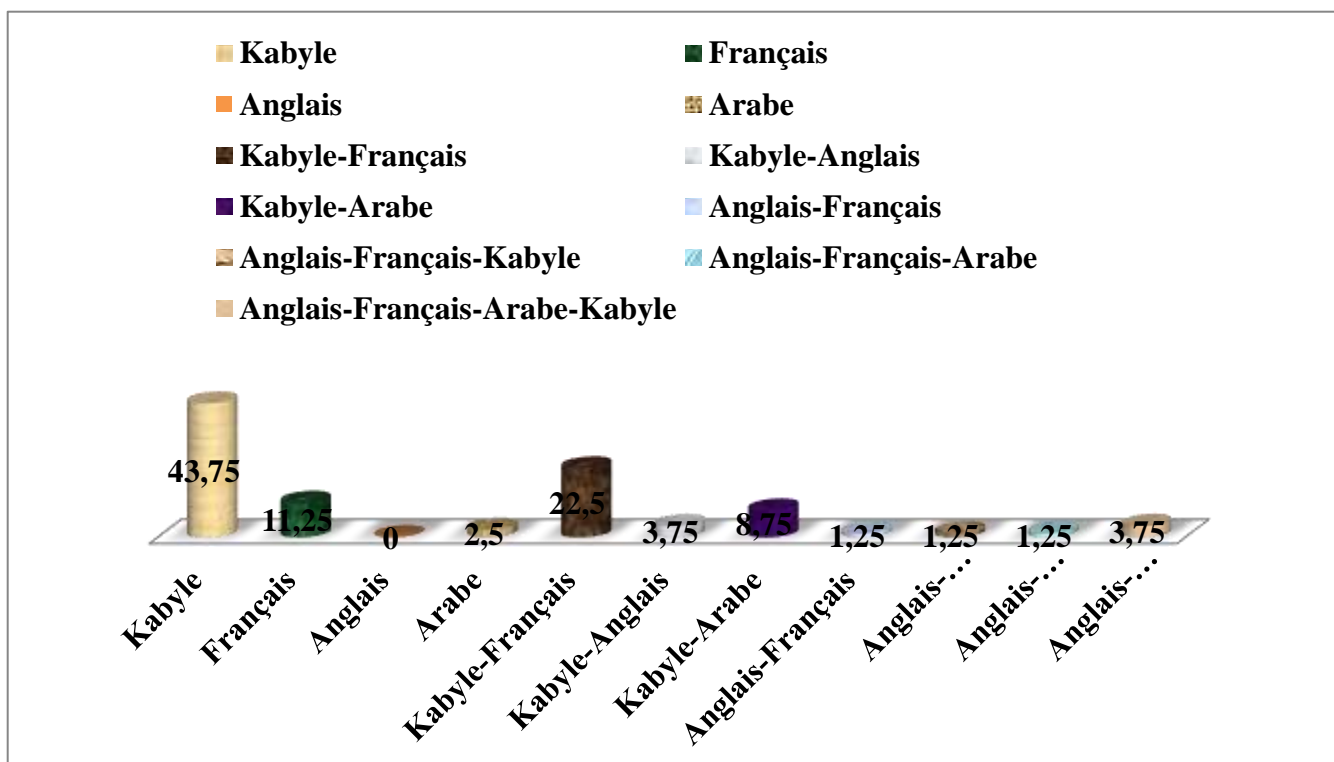 Kabyle
Français
Anglais
Arabe
Kabyle-Français
Kabyle-Anglais
Kabyle-Arabe
Anglais-Français
Anglais-Français-Kabyle
Anglais-Français-Arabe
Anglais-Français-Arabe-Kabyle
43,75
11,25
0
2,5
22,5
3,75
8,75
1,25
1,25
1,25
3,75
Kabyle
Français
Anglais
Arabe
Kabyle-Français
Kabyle-Anglais
Kabyle-Arabe
Anglais-Français
Anglais-…
Anglais-…
Anglais-…